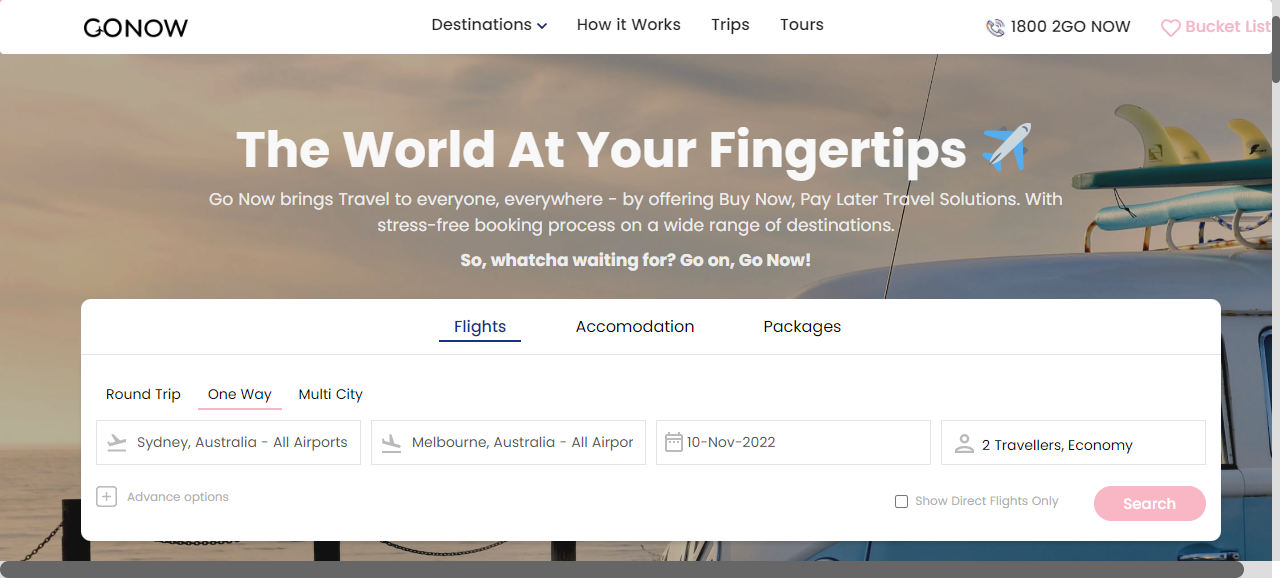 GONOW
Destinations
How it Works
Trips
Tours
1800 2GO NOW
Bucket List
The World At Your Fingertips
Go Now brings Travel to everyone, everywhere - by offering Buy Now, Pay Later Travel Solutions. With
stress-free booking process on a wide range of destinations.
So, whatcha waiting for? Go on, Go Now!
Flights
Accomodation
Packages
Round Trip
One Way
Multi City
Sydney, Australia - All Airports
Melbourne, Australia - All Airpor
10-Nov-2022
2 Travellers, Economy
Advance options
Show Direct Flights Only
Search